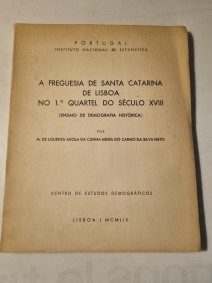 PORTUGAL
INSTITUTO NACIONAL DE ESTATÍSTICA
A FREGUESIA DE SANTA CATARINA
DE LISBOA
NO 1.º QUARTEL DO SÉCULO XVIII
(ENSAIO DE DEMOGRAFIA HISTÓRICA)
POR
M. DE LOURDES AKOLA DA CUNHA MEIRA DO CARMO DA SILVA NETO
CENTRO DE ESTUDOS DEMOGRÁFICOS
LISBOA / MCMLIX